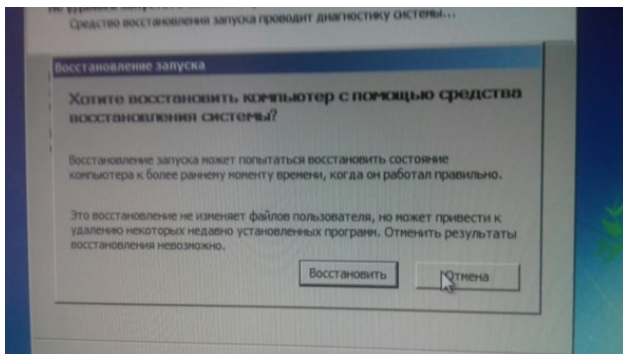 Средство восстановления запуска проводит диагностику системы...
Восстановление запуска
Хотите восстановить компьютер с помощью средства
восстановления системы?
Восстановление запуска может попытаться восстановить состояние
компьютера к более раннему моменту времени, когда он работал правильно.
Это восстановление не изменяет файлов пользователя, но может привести к
удалению некоторых недавно установленных программ. Отменить результаты
восстановления невозможно.
Восстановить
Отмена